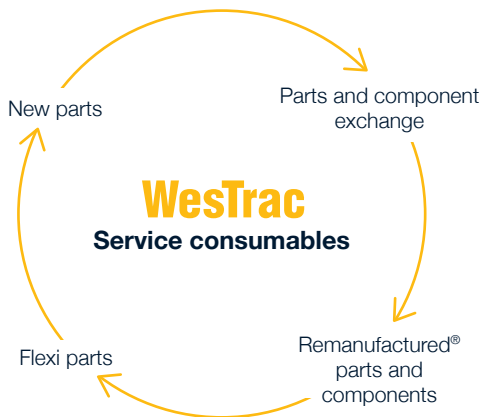 New parts
Parts and component
exchange
WesTrac
Service consumables
Flexi parts
Remanufactured®
parts and
components